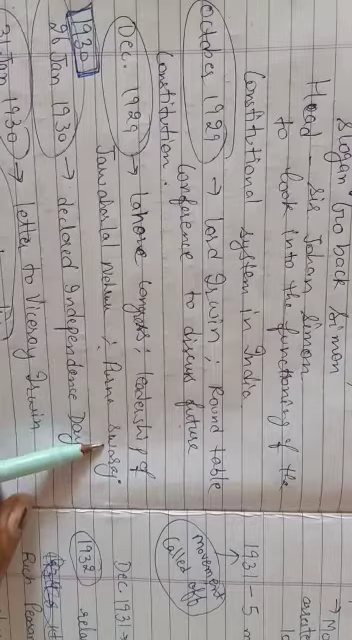 slogan 'Go back Simon'
Head - Sir Johan Simon
to look into the functioning of the
Constitutional system in India
October 1929 → Lord Irwin ; Round table
Conference to discuss future
Constitution.
Dec. 1929 → Lahore Congress ; leadership of
Jawaharlal Nehru ; Purna Swaraj.
1930
26 Jan 1930 → declared Independence Day
31 Jan 1930 → letter to Viceroy Irwin
1931 - 5
movement
called off
Dec 1931 →
1932
Rich